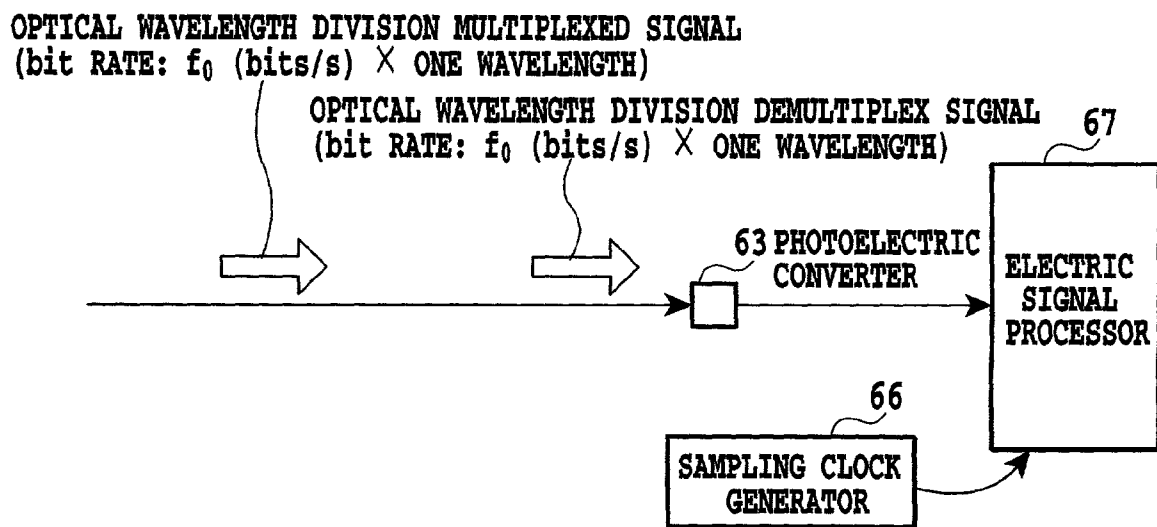 OPTICAL WAVELENGTH DIVISION MULTIPLEXED SIGNAL
(bit RATE: f₀ (bits/s) X ONE WAVELENGTH)
OPTICAL WAVELENGTH DIVISION DEMULTIPLEX SIGNAL
(bit RATE: f₀ (bits/s) X ONE WAVELENGTH)
67
63 PHOTOELECTRIC
CONVERTER
ELECTRIC
SIGNAL
PROCESSOR
66
SAMPLING CLOCK
GENERATOR